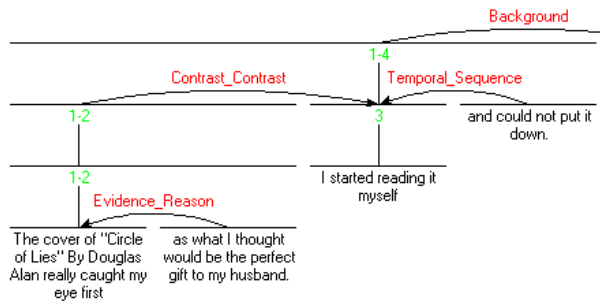 Background
1-4
Contrast_Contrast
Temporal_Sequence
1-2
3
and could not put it
down.
1-2
I started reading it
myself
Evidence_Reason
The cover of "Circle
of Lies" By Douglas
Alan really caught my
eye first
as what I thought
would be the perfect
gift to my husband.